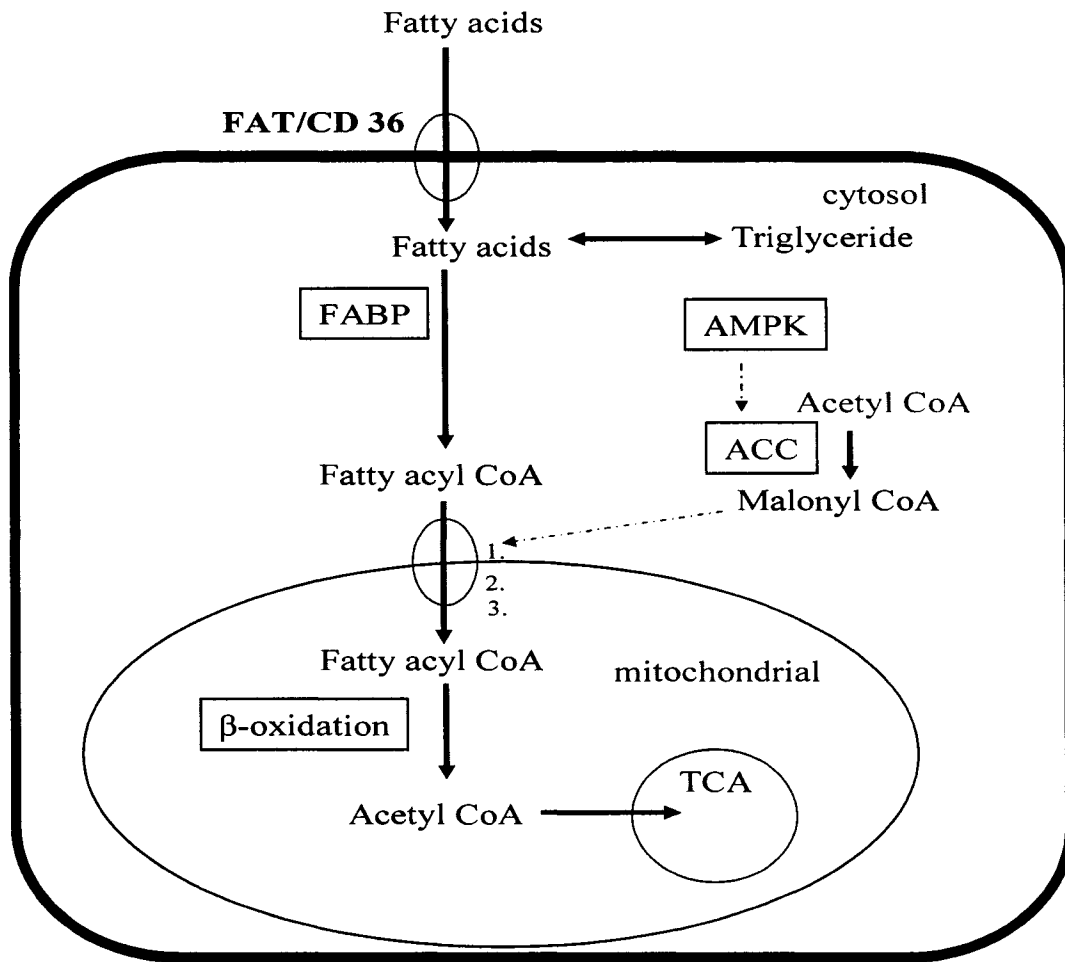 Fatty acids
FAT/CD 36
cytosol
Fatty acids
Triglyceride
FABP
AMPK
Acetyl CoA
ACC
Fatty acyl CoA
Malonyl CoA
1.
2.
3.
Fatty acyl CoA
mitochondrial
β-oxidation
TCA
Acetyl CoA